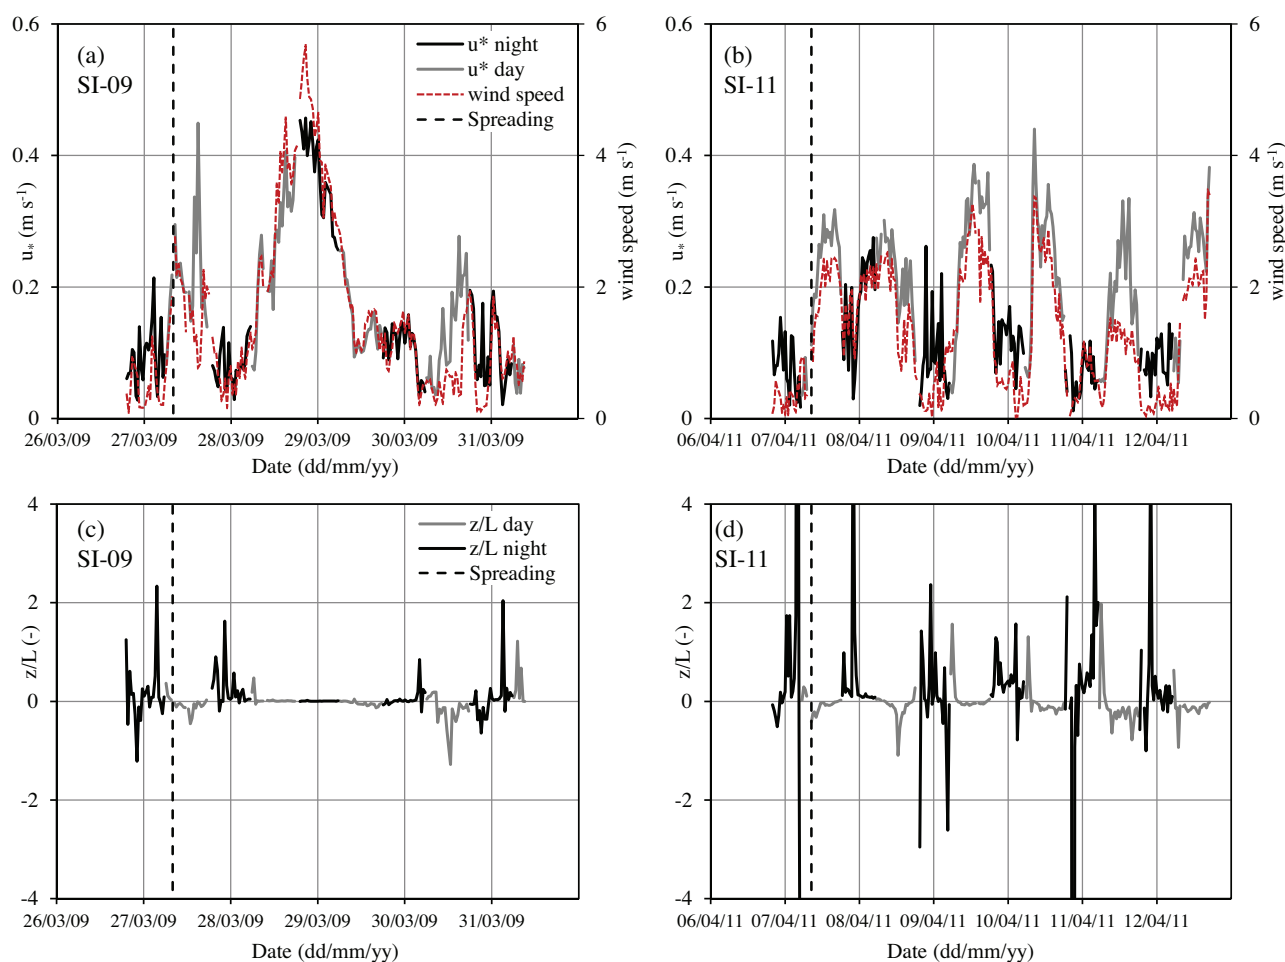 (a)
SI-09
u* night
u* day
wind speed
Spreading
0.6
0.4
0.2
0
6
4
2
0
u* (m s-1)
wind speed (m s-1)
26/03/09 27/03/09 28/03/09 29/03/09 30/03/09 31/03/09
Date (dd/mm/yy)
(b)
SI-11
0.6
0.4
0.2
0
6
4
2
0
u* (m s-1)
wind speed (m s-1)
06/04/11 07/04/11 08/04/11 09/04/11 10/04/11 11/04/11 12/04/11
Date (dd/mm/yy)
(c)
SI-09
z/L day
z/L night
Spreading
4
2
0
-2
-4
z/L (-)
26/03/09 27/03/09 28/03/09 29/03/09 30/03/09 31/03/09
Date (dd/mm/yy)
(d)
SI-11
4
2
0
-2
-4
z/L (-)
06/04/11 07/04/11 08/04/11 09/04/11 10/04/11 11/04/11 12/04/11
Date (dd/mm/yy)